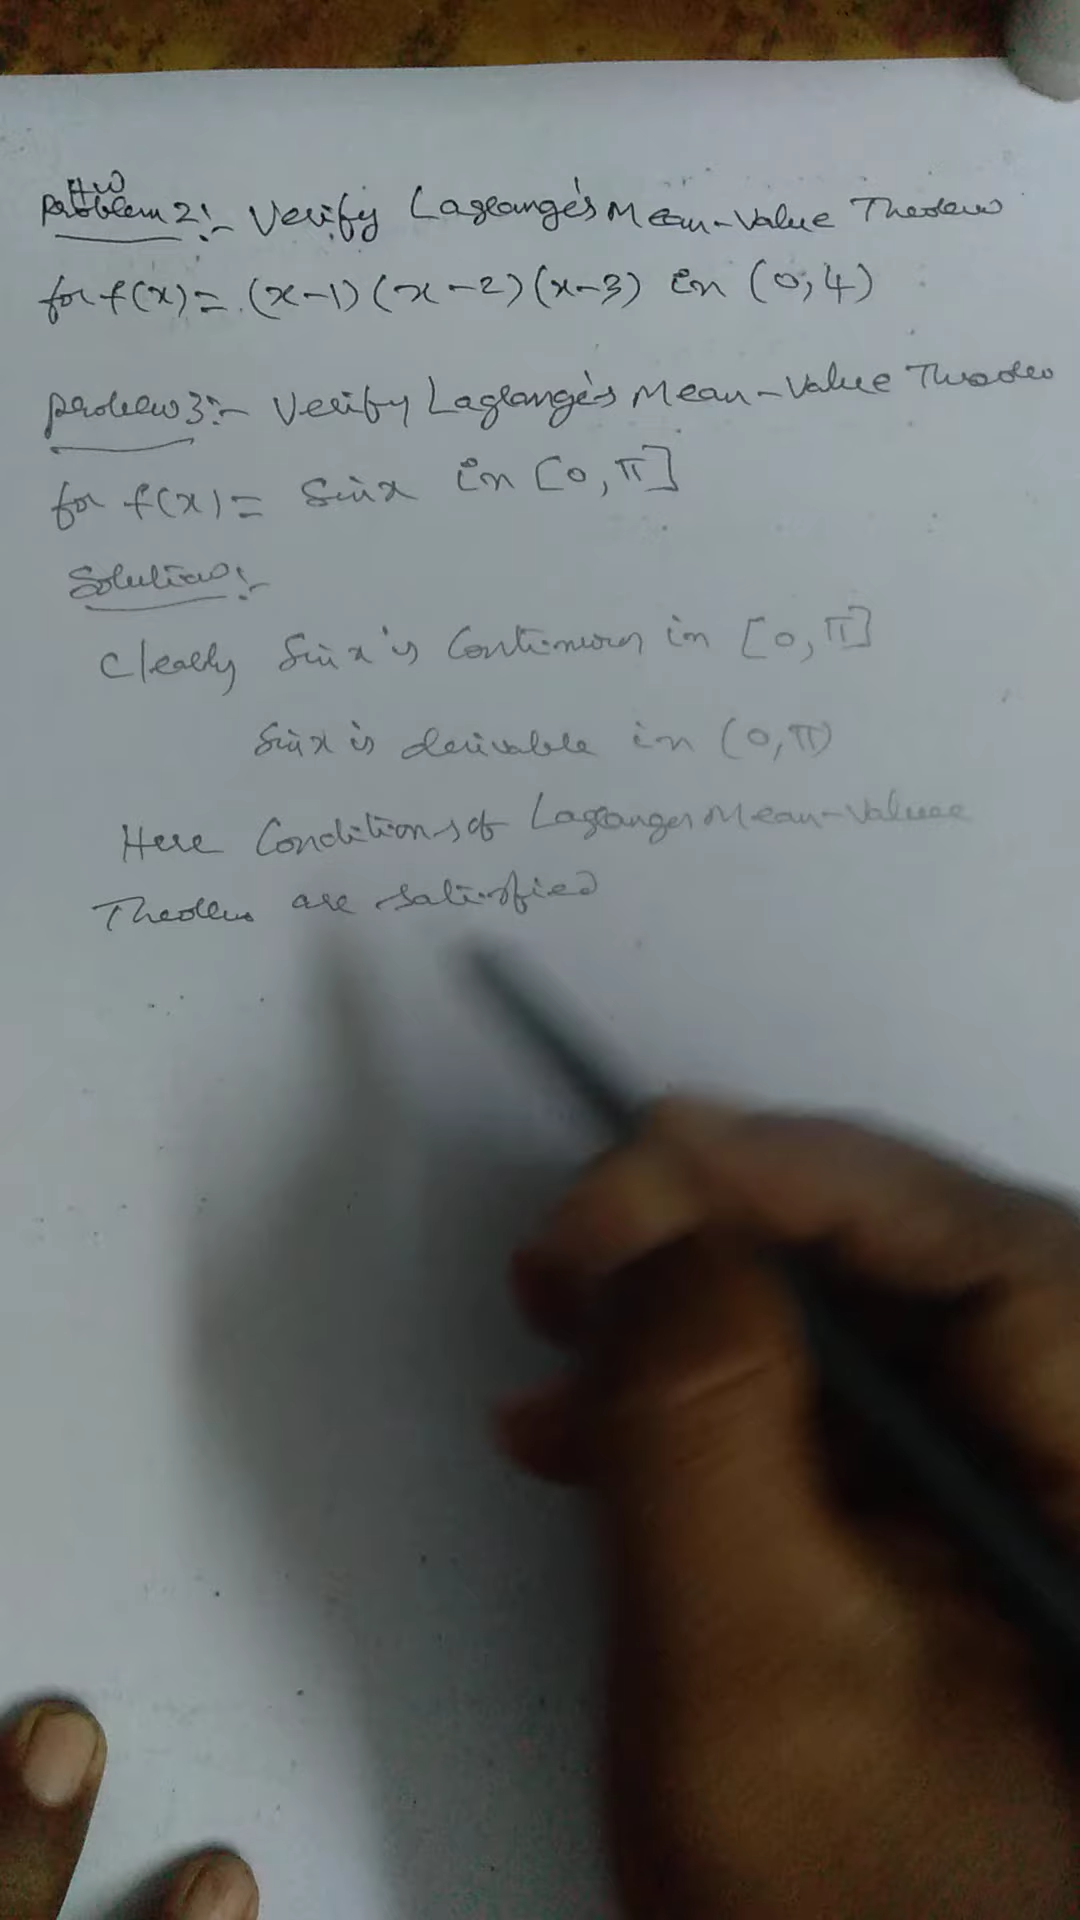 HW
Problem 2:- Verify Lagrange's Mean-Value Theorem
for f(x) = (x-1)(x-2)(x-3) in (0,4)
problem 3:- Verify Lagrange's Mean-Value Theorem
for f(x) = Sinx in [0,π]
Solution:-
Clearly Sinx is Continuous in [0,π]
Sinx is derivable in (0,π)
Here Conditions of Lagranges Mean-Value
Theorem are satisfied